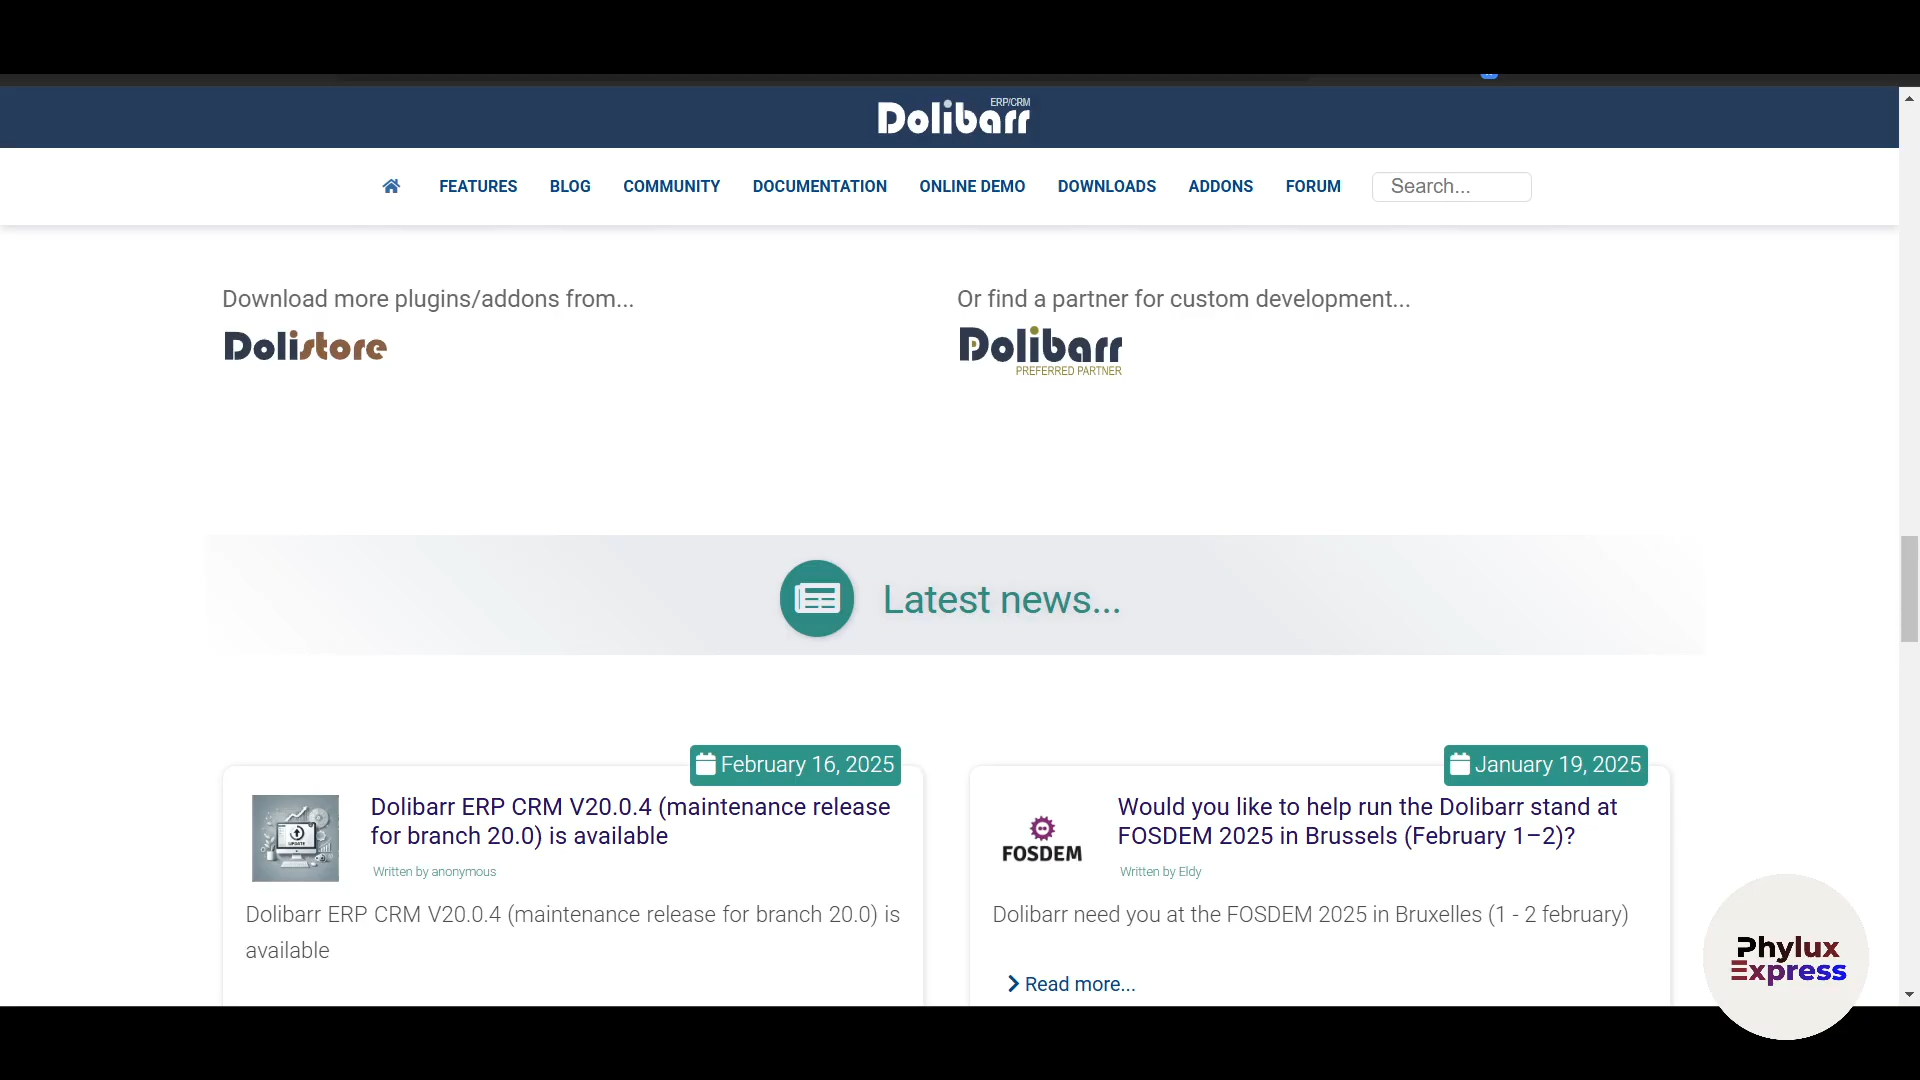 ERP/CRM
Dolibarr
FEATURES BLOG COMMUNITY DOCUMENTATION ONLINE DEMO DOWNLOADS ADDONS FORUM Search...
Download more plugins/addons from...
Dolistore
Or find a partner for custom development...
Dolibarr
PREFERRED PARTNER
Latest news...
February 16, 2025
Dolibarr ERP CRM V20.0.4 (maintenance release
for branch 20.0) is available
UPDATE
Written by anonymous
Dolibarr ERP CRM V20.0.4 (maintenance release for branch 20.0) is
available
January 19, 2025
Would you like to help run the Dolibarr stand at
FOSDEM 2025 in Brussels (February 1–2)?
FOSDEM
Written by Eldy
Dolibarr need you at the FOSDEM 2025 in Bruxelles (1 - 2 february)
Read more...
Phylux
Express